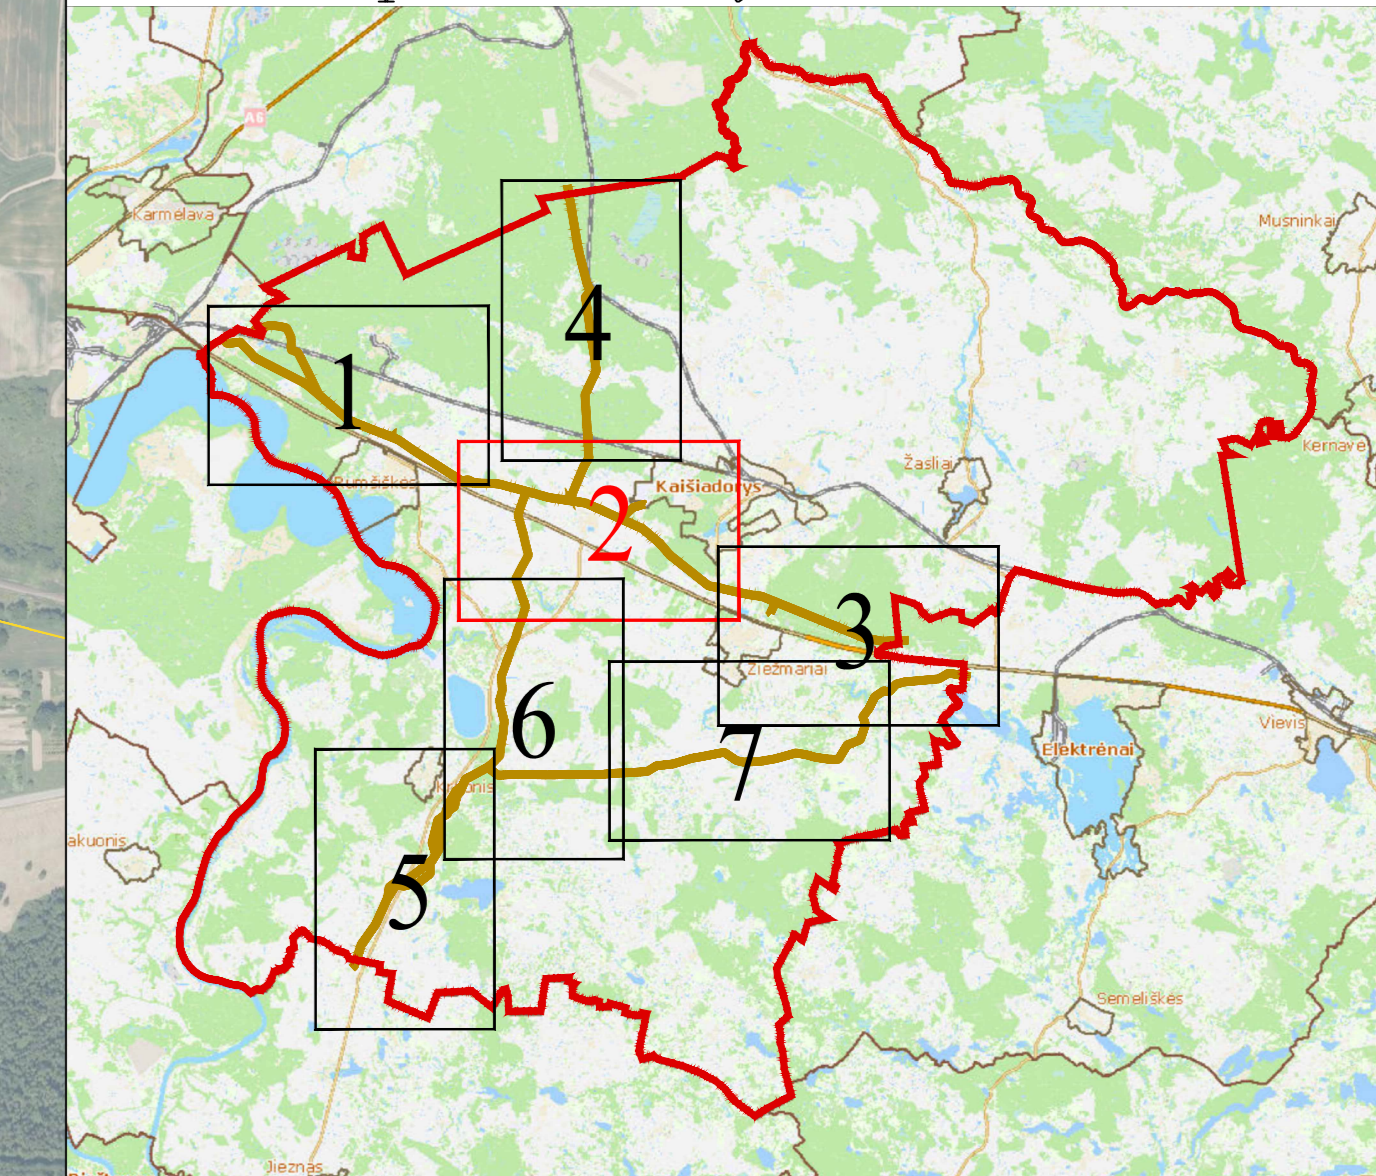 A6
Karmėlava
Musninkai
4
1
Kernavė
Žasliai
Rumšiškės
Kaišiadorys
2
3
Žiežmariai
6
Vievis
7
Elektrėnai
akuonis
5
Semeliškės
Jieznas